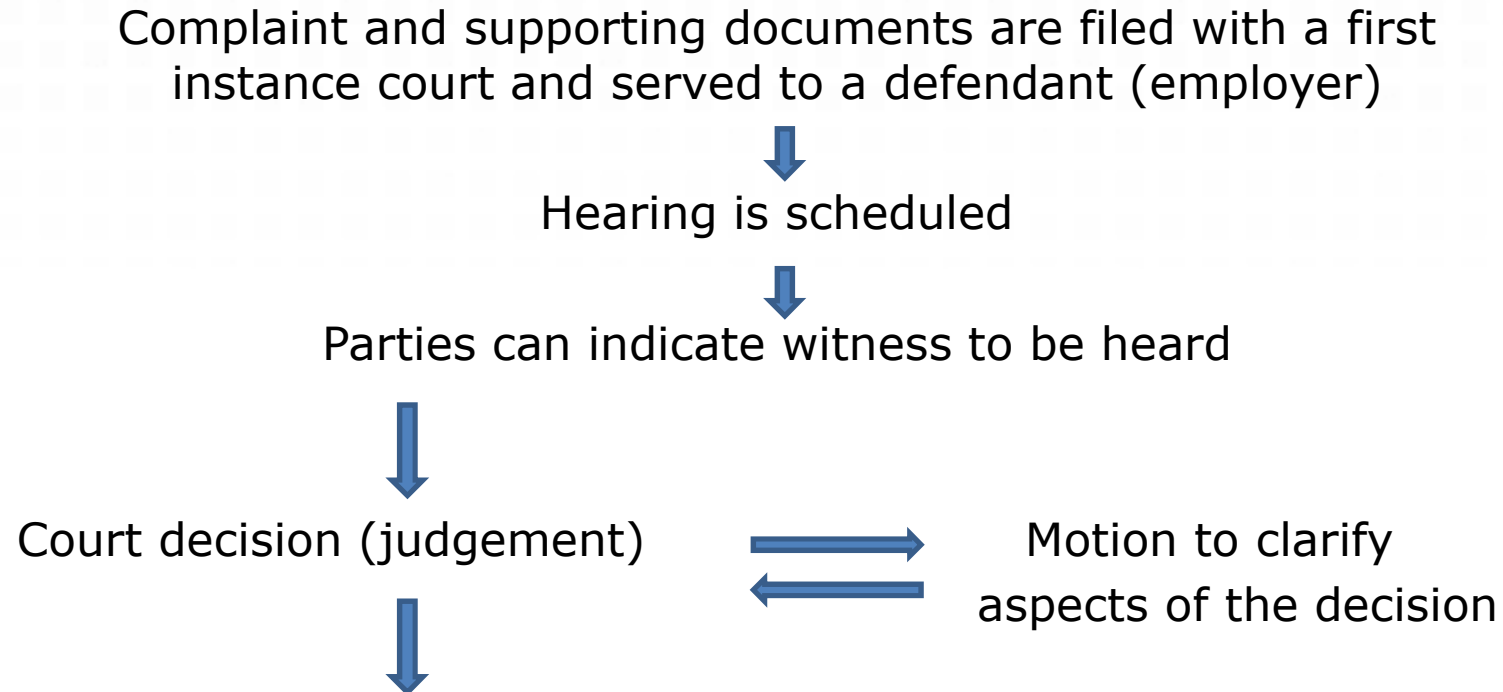 Complaint and supporting documents are filed with a first
instance court and served to a defendant (employer)
Hearing is scheduled
Parties can indicate witness to be heard
Court decision (judgement)
Motion to clarify
aspects of the decision